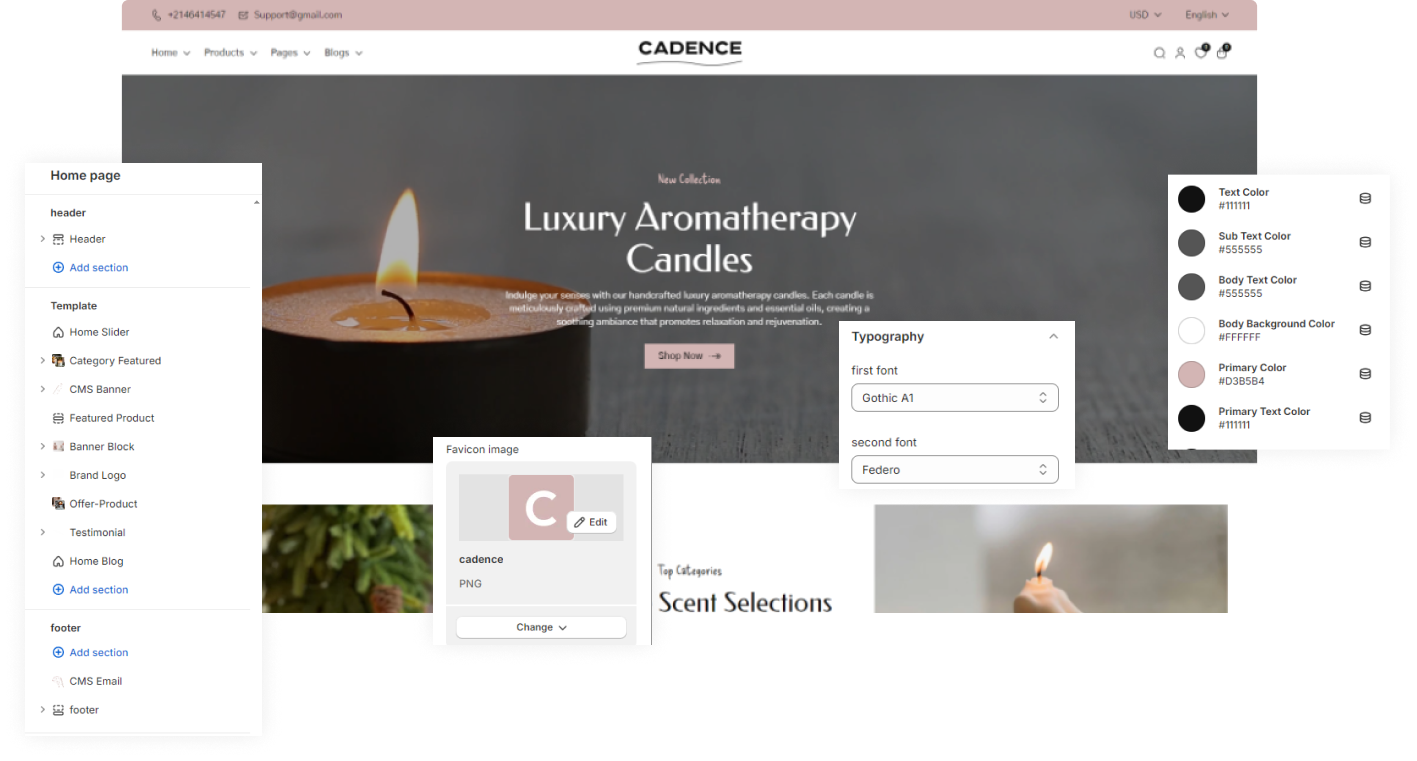 +2146414547 Support@gmail.com USD English
Home Products Pages Blogs
CADENCE
0 0
New Collection
Luxury Aromatherapy
Candles
Indulge your senses with our handcrafted luxury aromatherapy candles. Each candle is
meticulously crafted using premium natural ingredients and essential oils, creating a
soothing ambiance that promotes relaxation and rejuvenation.
Shop Now
Home page
header
Header
Add section
Template
Home Slider
Category Featured
CMS Banner
Featured Product
Banner Block
Brand Logo
Offer-Product
Testimonial
Home Blog
Add section
footer
Add section
CMS Email
footer
Favicon image
C
Edit
cadence
PNG
Change
Typography
first font
Gothic A1
second font
Federo
Text Color
#111111
Sub Text Color
#555555
Body Text Color
#555555
Body Background Color
#FFFFFF
Primary Color
#D3B5B4
Primary Text Color
#111111
Top Categories
Scent Selections